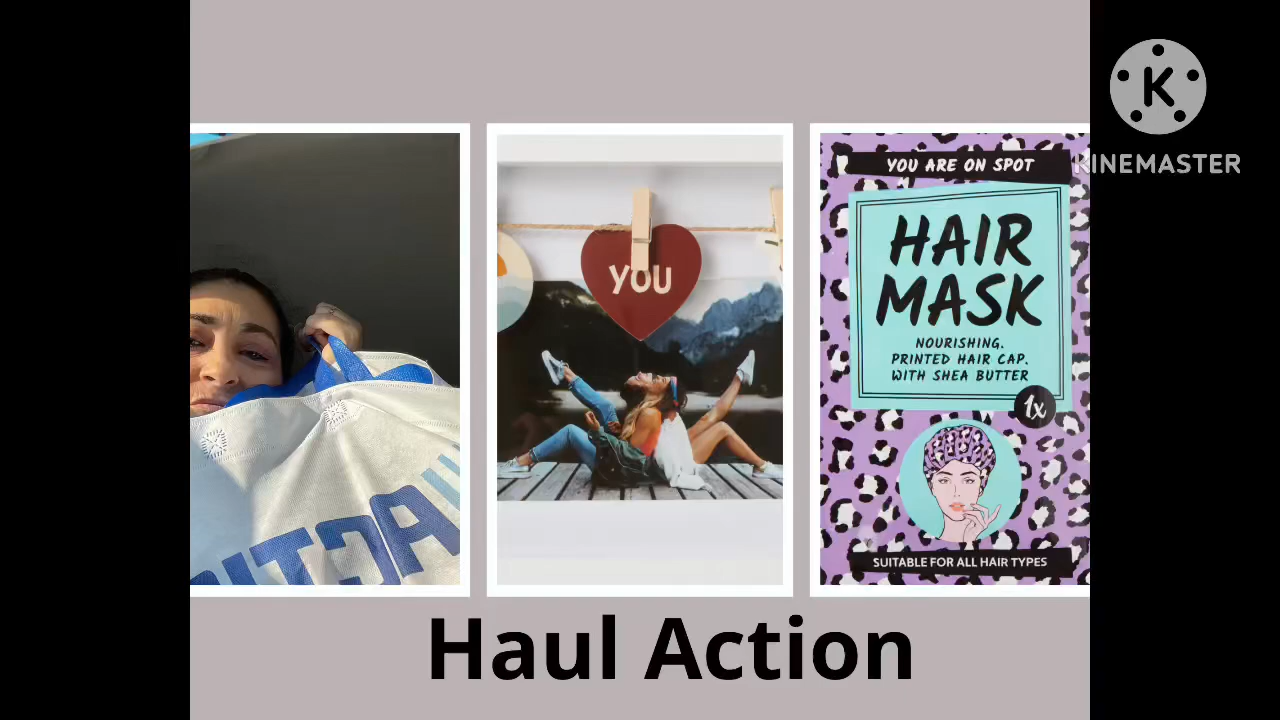 YOU ARE ON SPOT
K
KINEMASTER
HAIR
MASK
YOU
NOURISHING.
PRINTED HAIR CAP.
WITH SHEA BUTTER
1x
ACTI
SUITABLE FOR ALL HAIR TYPES
Haul Action